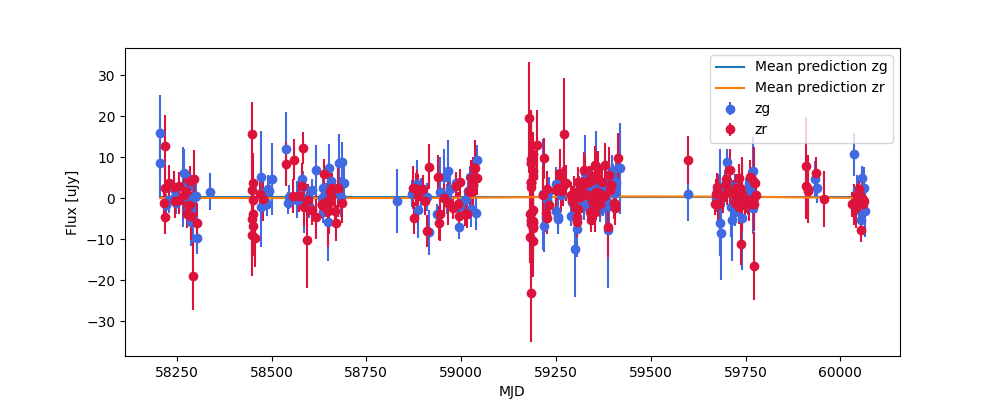 Mean prediction zg
Mean prediction zr
zg
zr
Flux [uJy]
30
20
10
0
−10
−20
−30
58250
58500
58750
59000
59250
59500
59750
60000
MJD